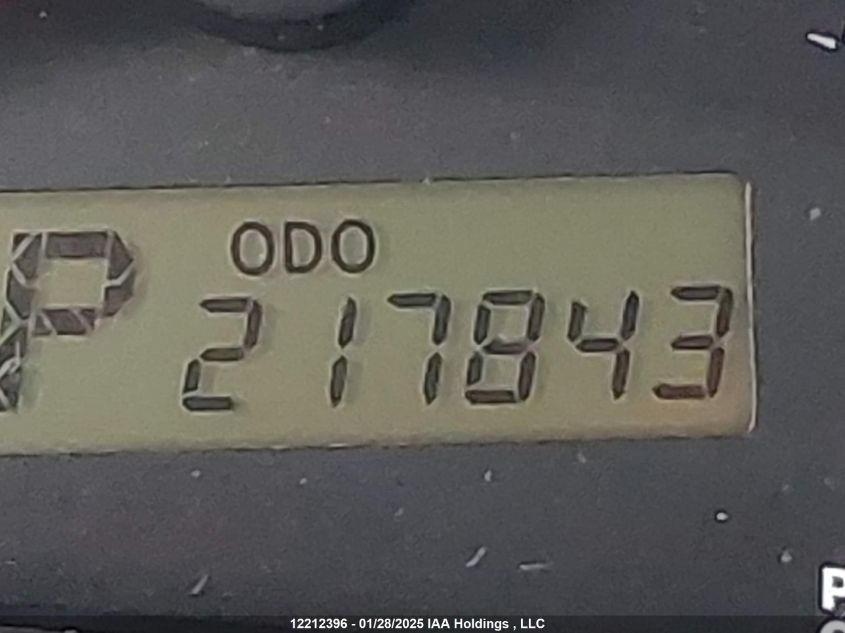 ODO
P 217843
P
12212396 - 01/28/2025 IAA Holdings , LLC